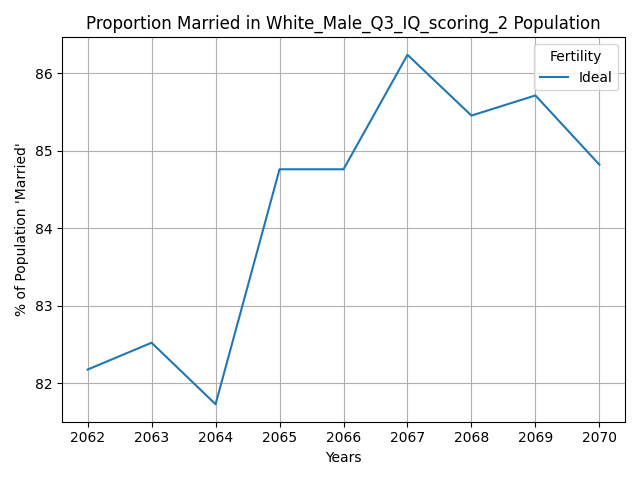 Proportion Married in White_Male_Q3_IQ_scoring_2 Population
Fertility
Ideal
% of Population 'Married'
86
85
84
83
82
2062 2063 2064 2065 2066 2067 2068 2069 2070
Years